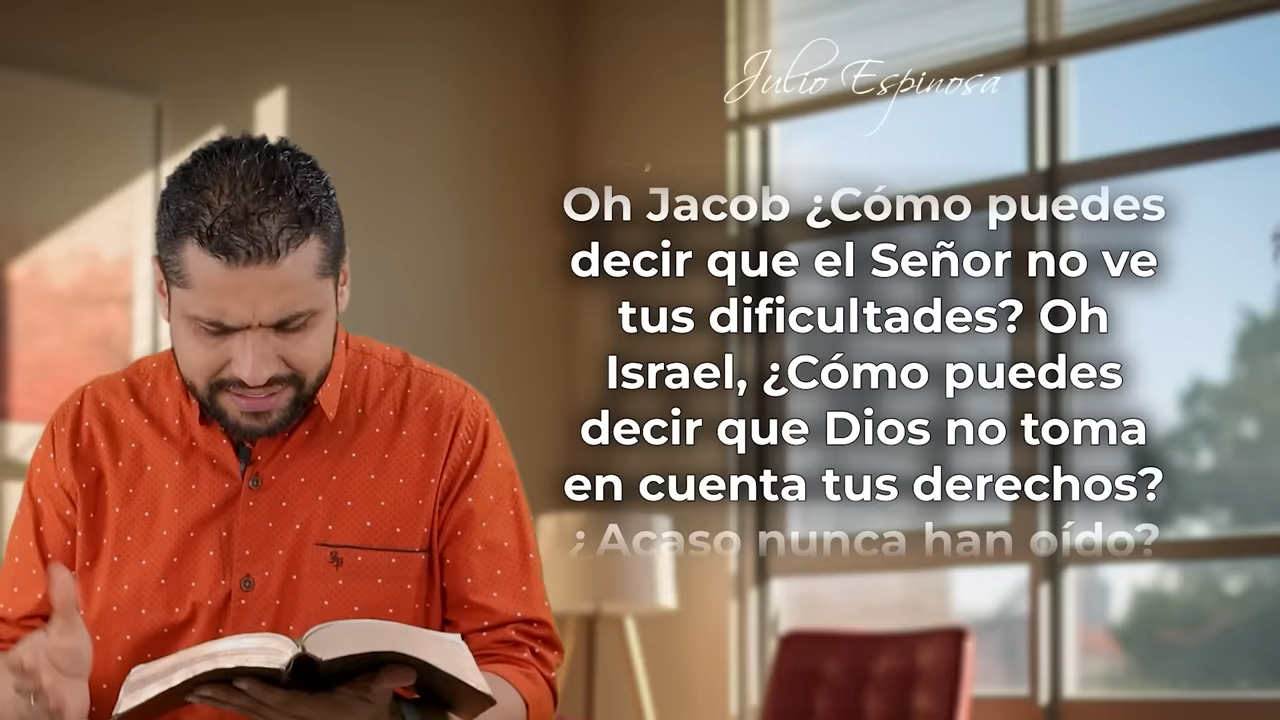 Julio Espinosa
Oh Jacob ¿Cómo puedes
decir que el Señor no ve
tus dificultades? Oh
Israel, ¿Cómo puedes
decir que Dios no toma
en cuenta tus derechos?
¿Acaso nunca han oído?